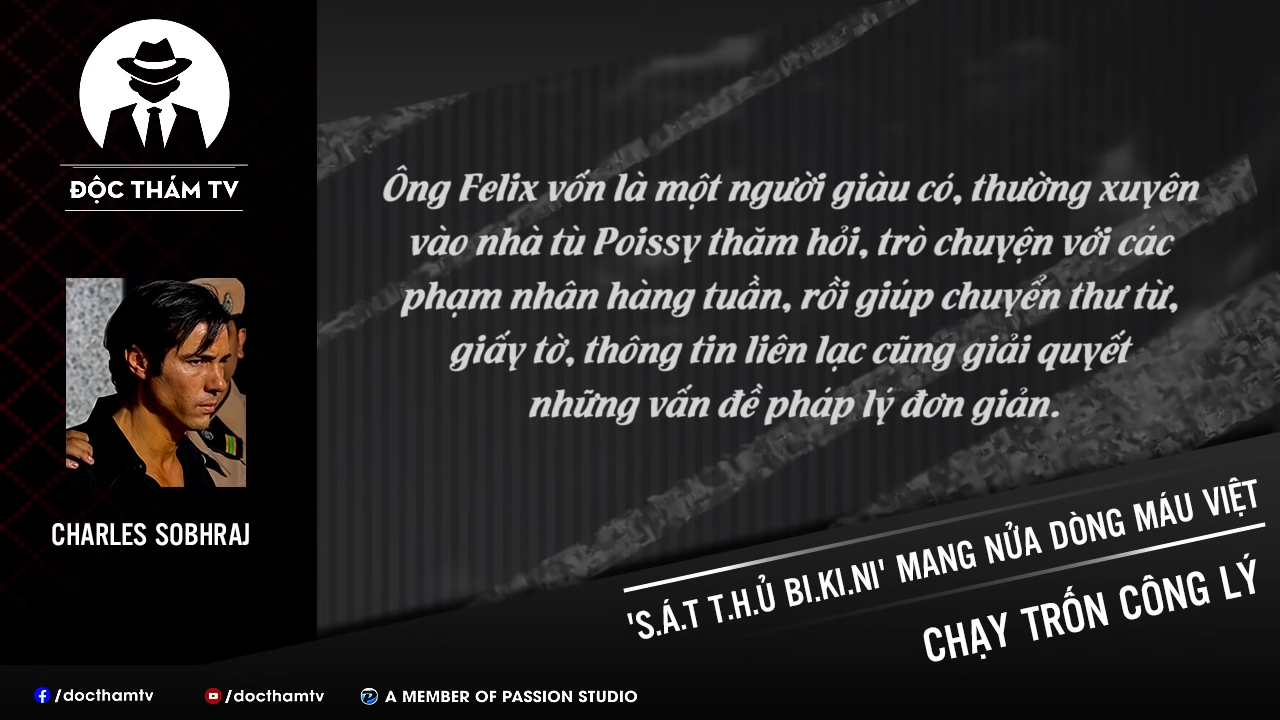 ĐỘC THÁM TV
CHARLES SOBHRAJ
Ông Felix vốn là một người giàu có, thường xuyên
vào nhà tù Poissy thăm hỏi, trò chuyện với các
phạm nhân hàng tuần, rồi giúp chuyển thư từ,
giấy tờ, thông tin liên lạc cũng giải quyết
những vấn đề pháp lý đơn giản.
'S.Á.T T.H.Ủ BI.KI.NI' MANG NỬA DÒNG MÁU VIỆT
CHẠY TRỐN CÔNG LÝ
/docthamtv
/docthamtv
A MEMBER OF PASSION STUDIO